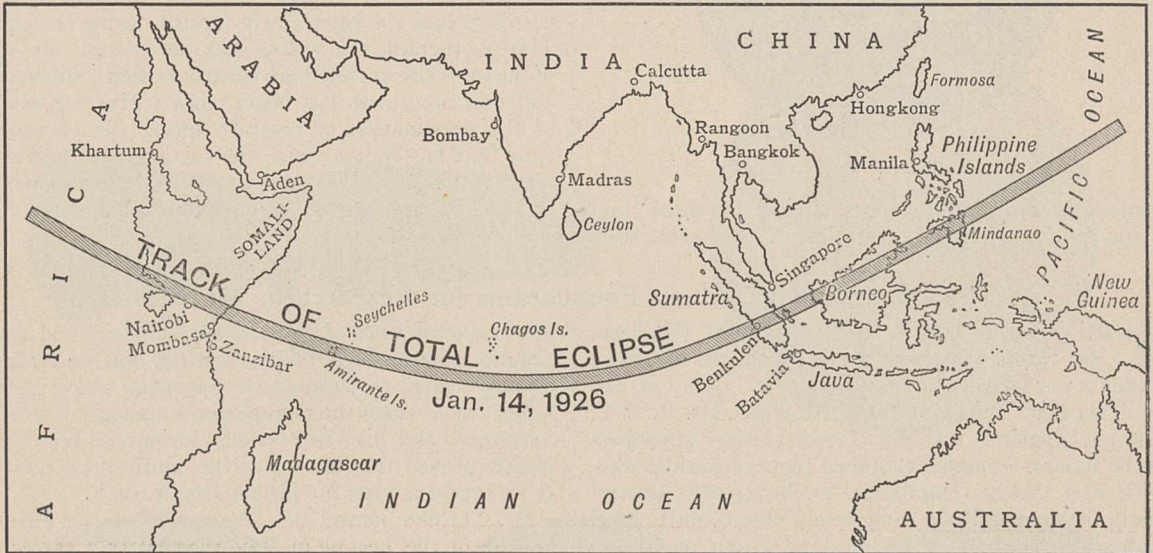 ARABIA
INDIA
CHINA
Calcutta
Formosa
Hongkong
Bombay
Rangoon
Bangkok
Khartum
Manila
Philippine
Islands
PACIFIC OCEAN
Aden
Madras
Ceylon
SOMALI-
LAND
Mindanao
AFRICA
TRACK OF TOTAL ECLIPSE
Jan. 14, 1926
Singapore
Sumatra
Borneo
New
Guinea
Seychelles
Chagos Is.
Nairobi
Mombasa
Zanzibar
Amirante Is.
Benkulen
Batavia
Java
Madagascar
INDIAN OCEAN
AUSTRALIA